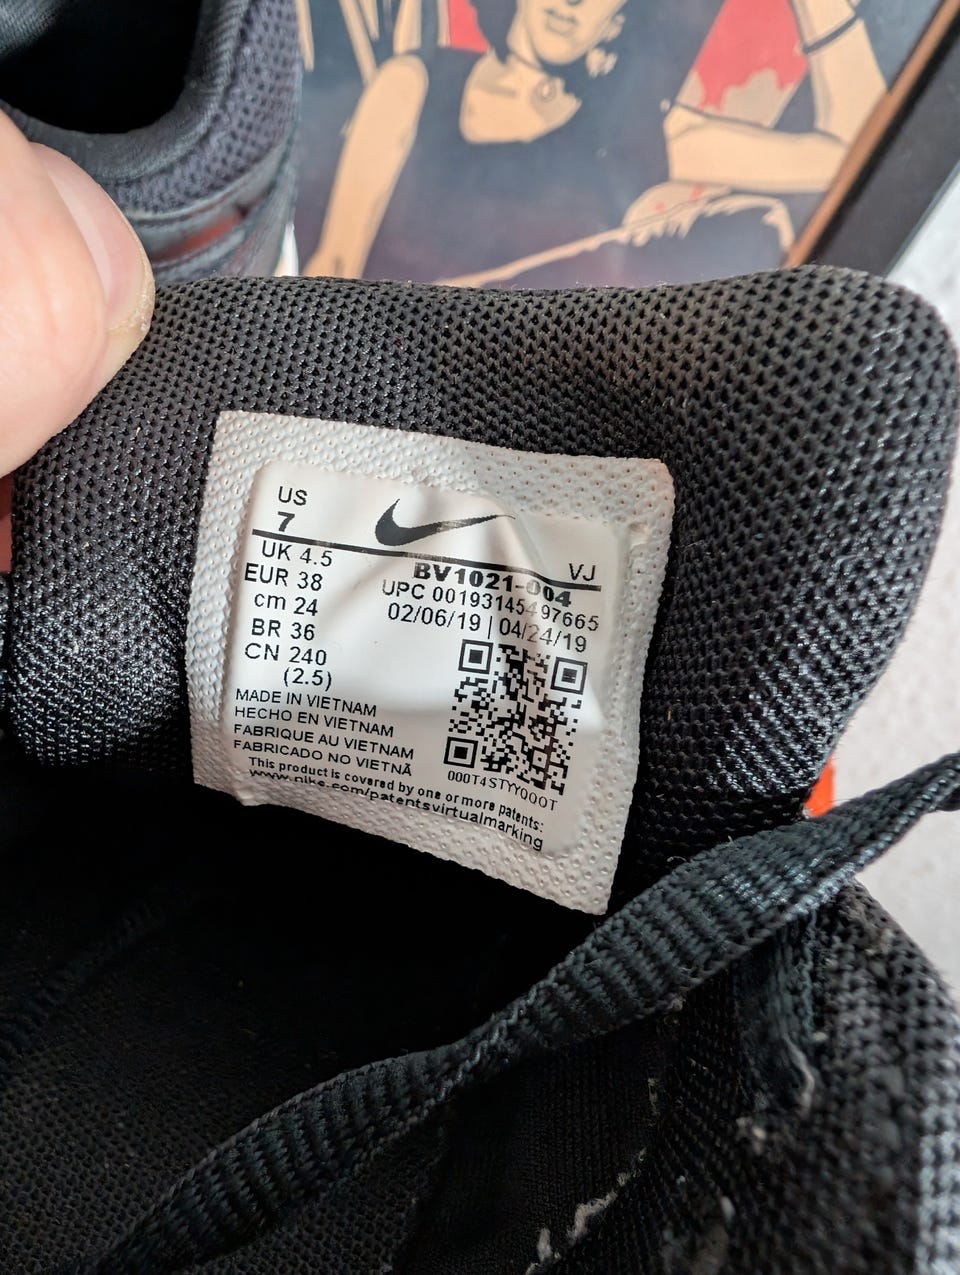 US
7
VJ
UK 4.5
EUR 38
cm 24
BR 36
CN 240
(2.5)
BV1021-004
UPC 00193145497665
02/06/19 | 04/24/19
MADE IN VIETNAM
HECHO EN VIETNAM
FABRIQUE AU VIETNAM
FABRICADO NO VIETNÃ
000T4STYYQ0OT
This product is covered by one or more patents:
www.nike.com/patentsvirtualmarking